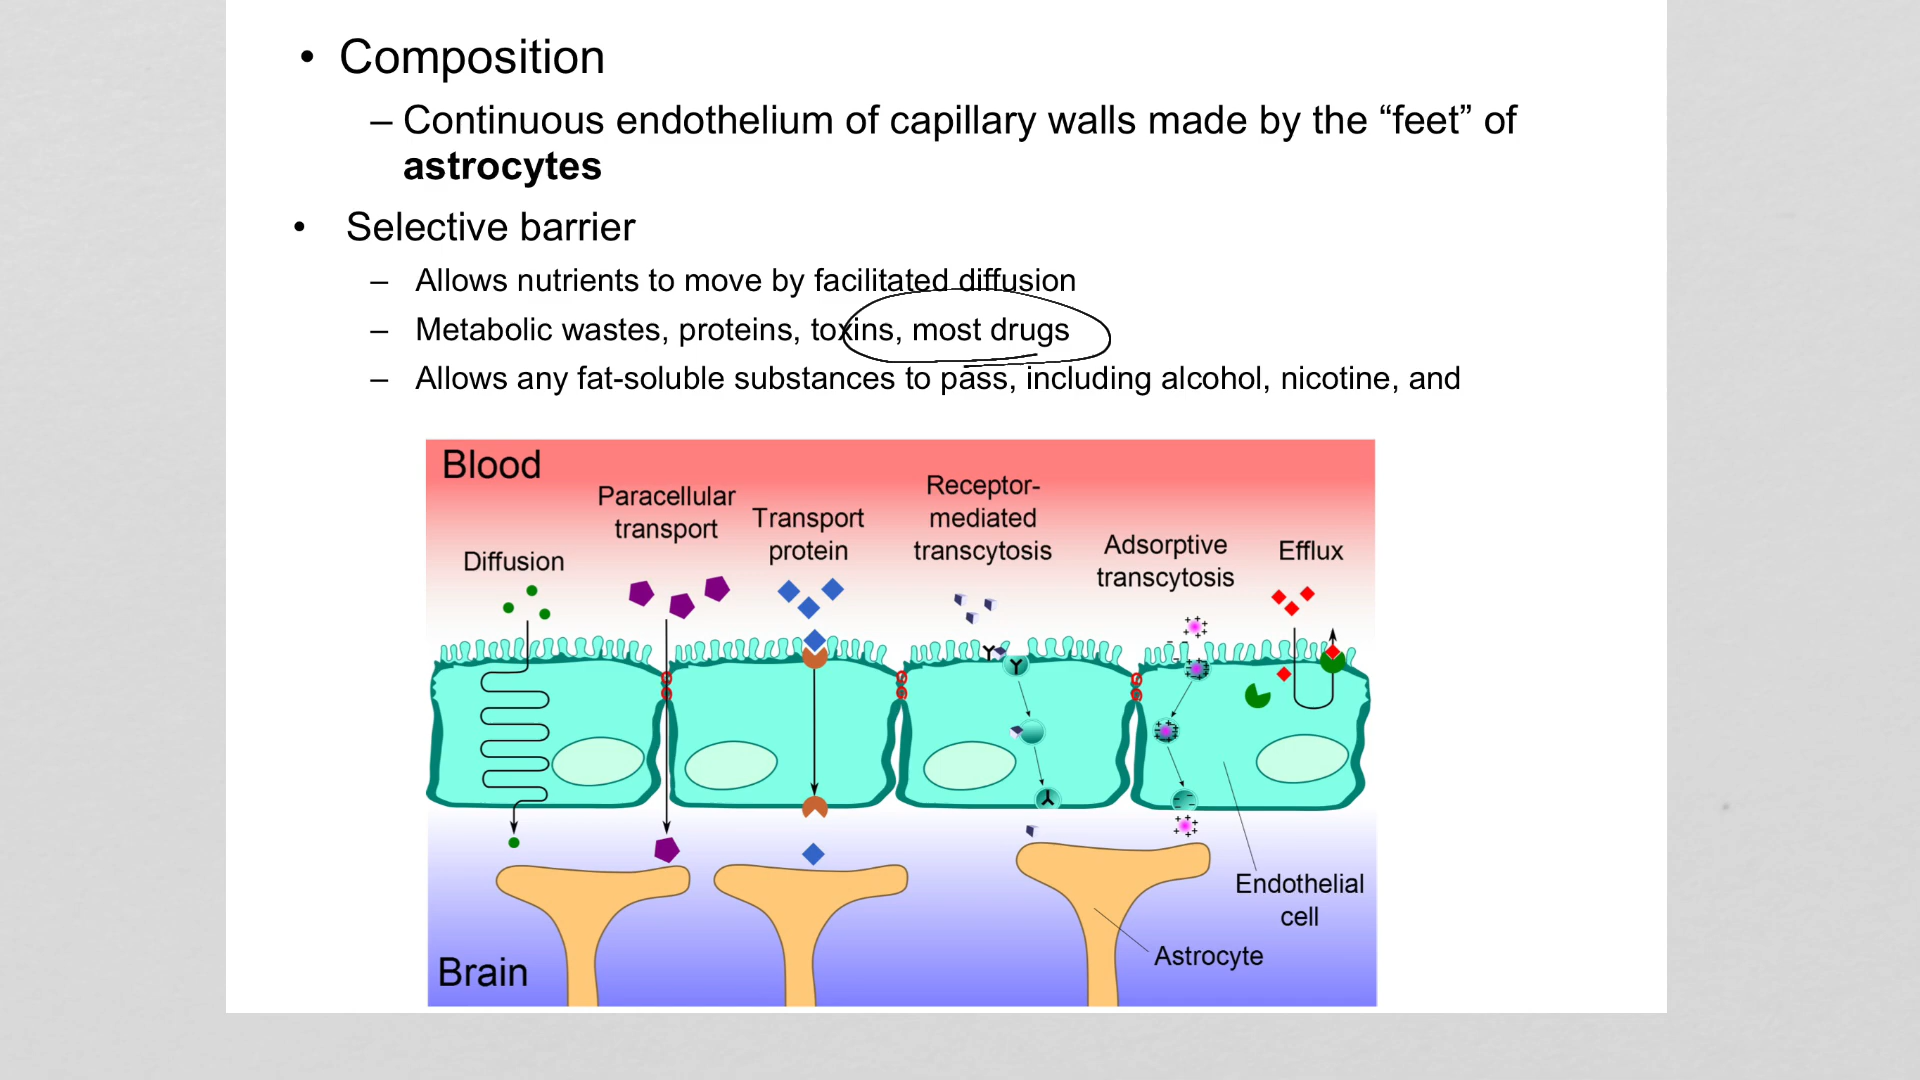 • Composition
– Continuous endothelium of capillary walls made by the “feet” of
astrocytes
• Selective barrier
– Allows nutrients to move by facilitated diffusion
– Metabolic wastes, proteins, toxins, most drugs
– Allows any fat-soluble substances to pass, including alcohol, nicotine, and
Blood
Diffusion
Paracellular
transport
Transport
protein
Receptor-
mediated
transcytosis
Adsorptive
transcytosis
Efflux
Endothelial
cell
Astrocyte
Brain